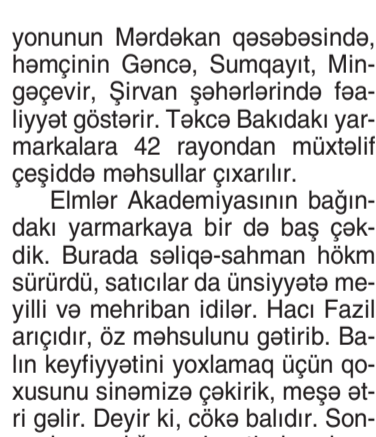 yonunun Mərdəkan qəsəbəsində,
həmçinin Gəncə, Sumqayıt, Min-
gəçevir, Şirvan şəhərlərində fəa-
liyyət göstərir. Təkcə Bakıdakı yar-
markalara 42 rayondan müxtəlif
çeşiddə məhsullar çıxarılır.
Elmlər Akademiyasının bağın-
dakı yarmarkaya bir də baş çək-
dik. Burada səliqə-sahman hökm
sürürdü, satıcılar da ünsiyyətə me-
yilli və mehriban idilər. Hacı Fazil
arıçıdır, öz məhsulunu gətirib. Ba-
lın keyfiyyətini yoxlamaq üçün qo-
xusunu sinəmizə çəkirik, meşə ət-
ri gəlir. Deyir ki, cökə balıdır. Son-